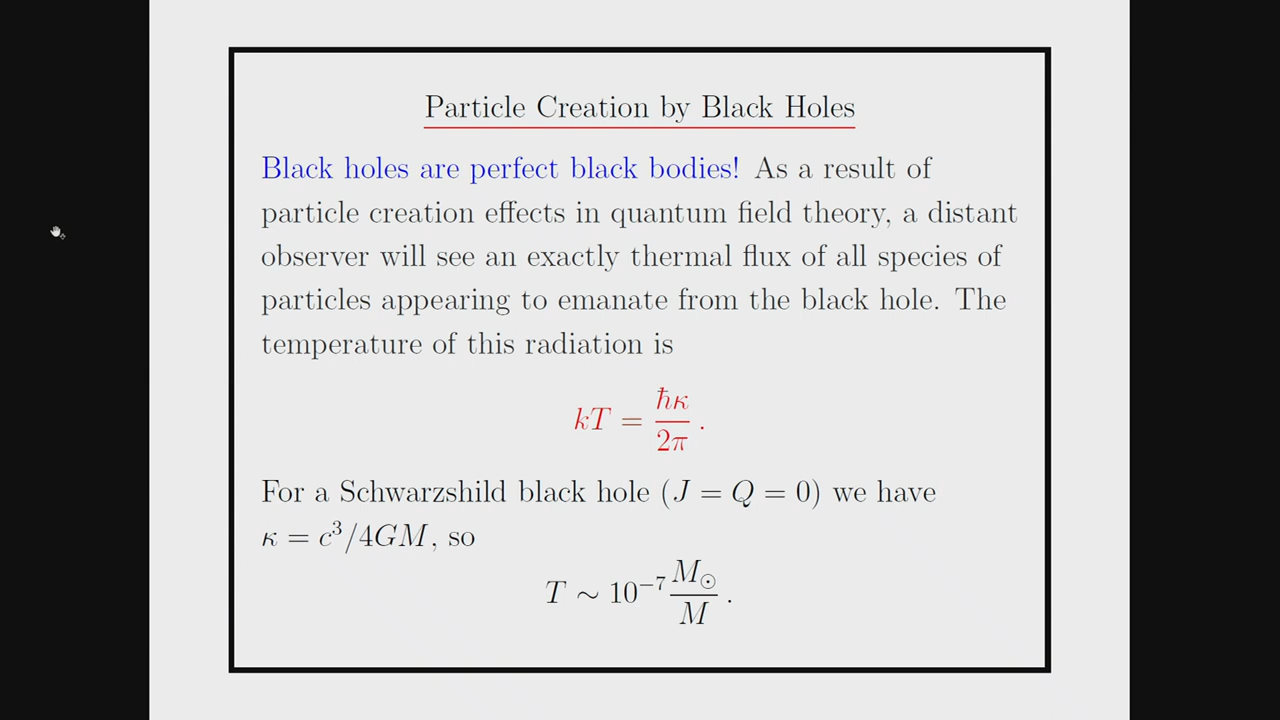 Particle Creation by Black Holes
Black holes are perfect black bodies! As a result of
particle creation effects in quantum field theory, a distant
observer will see an exactly thermal flux of all species of
particles appearing to emanate from the black hole. The
temperature of this radiation is
kT = ħκ/2π .
For a Schwarzshild black hole (J = Q = 0) we have
κ = c³/4GM, so
T ∼ 10⁻⁷ M☉/M .